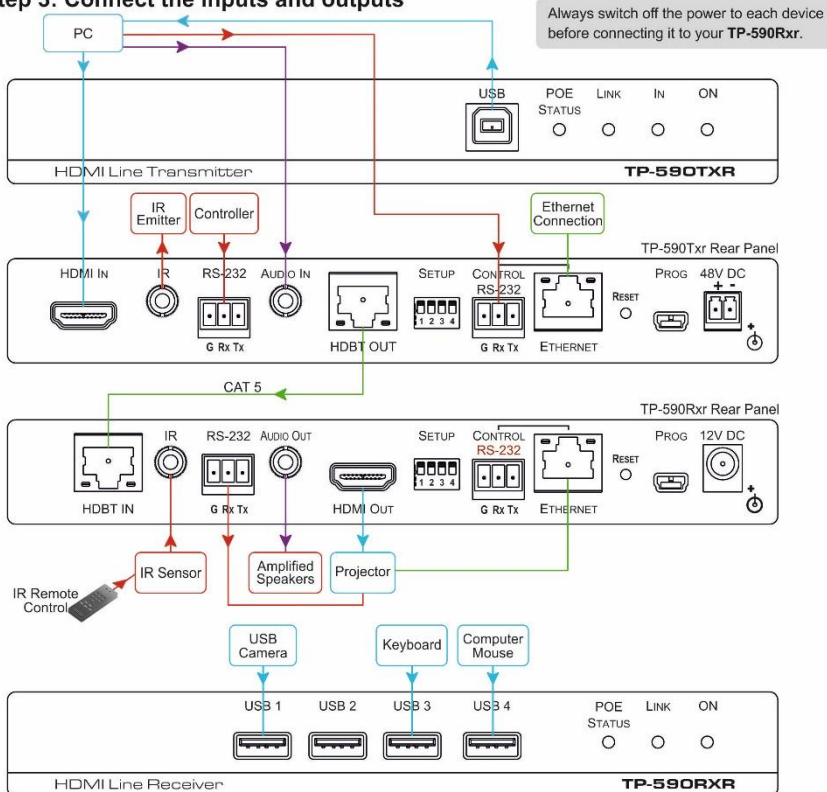 tep 3: Connect the inputs and outputs
Always switch off the power to each device
before connecting it to your TP-590Rxr.
PC
USB
POE
STATUS
LINK
IN
ON
HDMI Line Transmitter
TP-590TXR
IR
Emitter
Controller
Ethernet
Connection
TP-590Txr Rear Panel
HDMI IN
IR
RS-232
AUDIO IN
SETUP
CONTROL
RS-232
PROG
48V DC
+ -
RESET
1 2 3 4
G Rx Tx
HDBT OUT
G Rx Tx
ETHERNET
+
CAT 5
TP-590Rxr Rear Panel
IR
RS-232
AUDIO OUT
SETUP
CONTROL
RS-232
PROG
12V DC
RESET
1 2 3 4
HDBT IN
G Rx Tx
HDMI OUT
G Rx Tx
ETHERNET
+
IR Sensor
Amplified
Speakers
Projector
IR Remote
Control
USB
Camera
Keyboard
Computer
Mouse
USB 1
USB 2
USB 3
USB 4
POE
STATUS
LINK
ON
HDMI Line Receiver
TP-590RXR